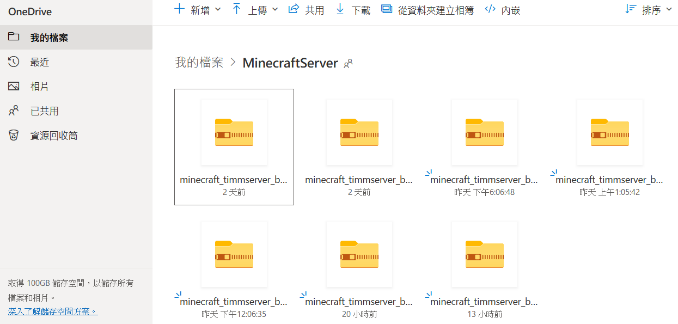 OneDrive
新增 上傳 共用 下載 從資料夾建立相簿 內嵌 排序
我的檔案
最近
相片
已共用
資源回收筒
我的檔案 > MinecraftServer
minecraft_timmserver_b... minecraft_timmserver_b... minecraft_timmserver_b... minecraft_timmserver_b...
2 天前 2 天前 昨天 下午6:06:48 昨天 上午1:05:42
minecraft_timmserver_b... minecraft_timmserver_b... minecraft_timmserver_b...
昨天 下午12:06:35 20 小時前 13 小時前
取得 100GB 儲存空間，以儲存所有
檔案和相片。
深入了解儲存空間方案。